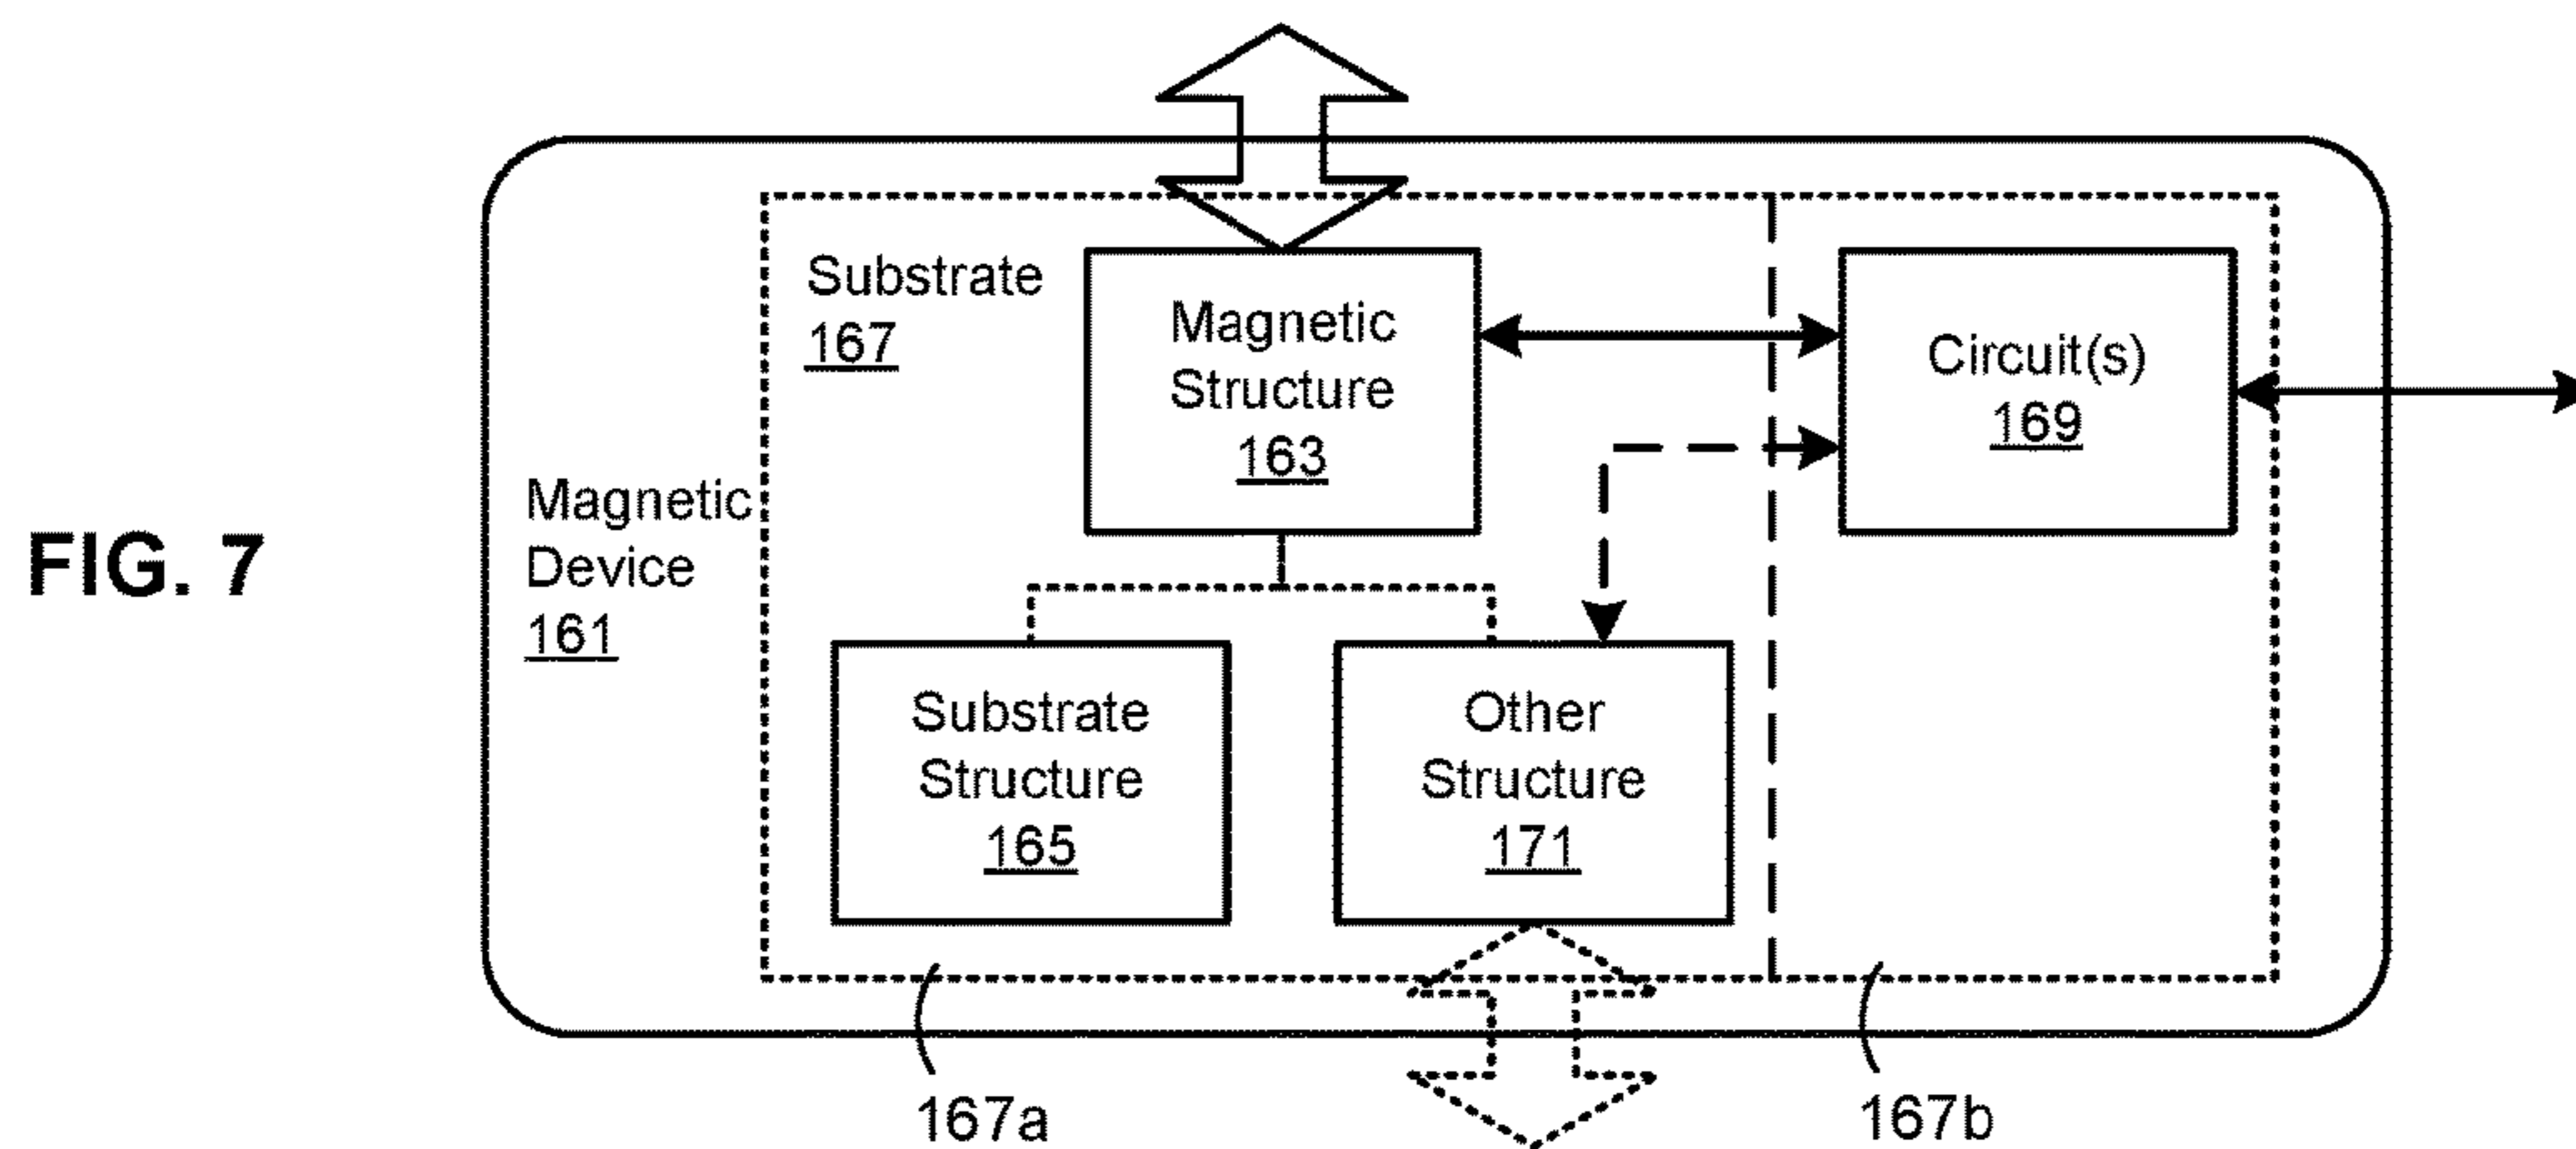 FIG. 7
Magnetic
Device
161
Substrate
167
Magnetic
Structure
163
Circuit(s)
169
Substrate
Structure
165
Other
Structure
171
167a
167b